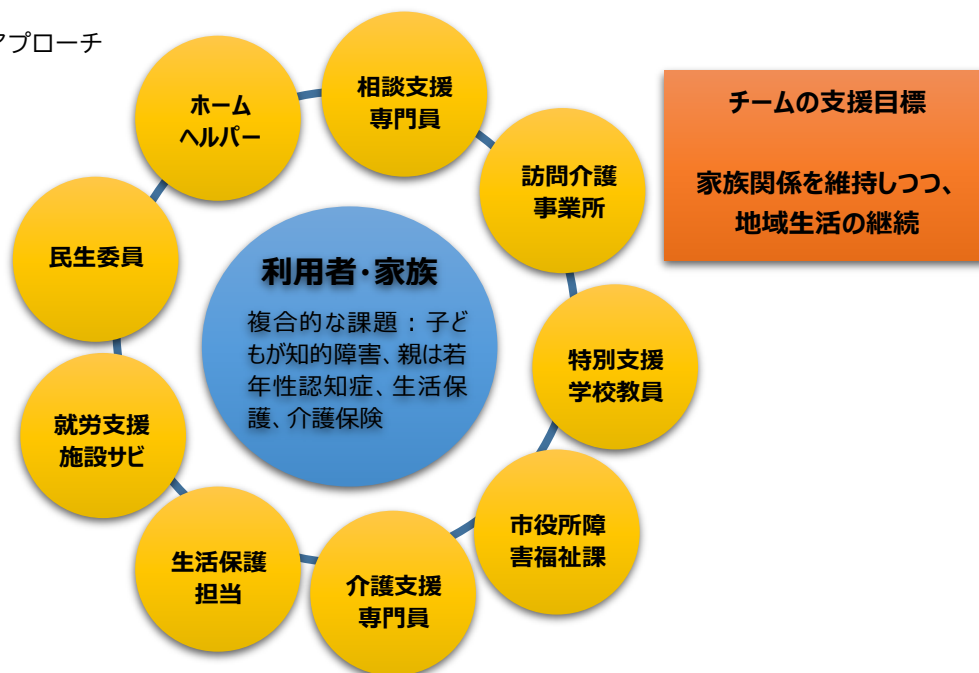 アプローチ
相談支援
専門員
ホーム
ヘルパー
訪問介護
事業所
民生委員
利用者・家族
複合的な課題：子ど
もが知的障害、親は若
年性認知症、生活保
護、介護保険
特別支援
学校教員
就労支援
施設サビ
市役所障
害福祉課
生活保護
担当
介護支援
専門員
チームの支援目標
家族関係を維持しつつ、
地域生活の継続